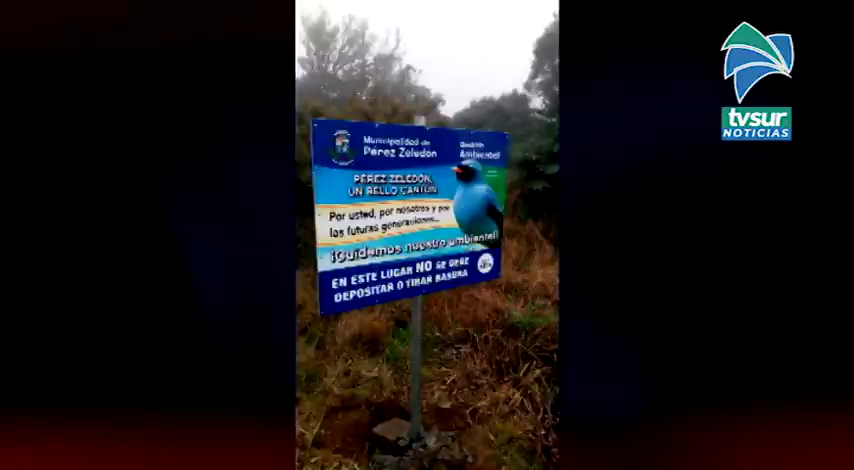 tvsur
NOTICIAS
Municipalidad de
Pérez Zeledón
Gestión
Ambiental
PÉREZ ZELEDÓN,
UN BELLO CANTÓN
Por usted, por nosotros y por
las futuras generaciones...
¡Cuidemos nuestro ambiente!
EN ESTE LUGAR NO SE DEBE
DEPOSITAR O TIRAR BASURA